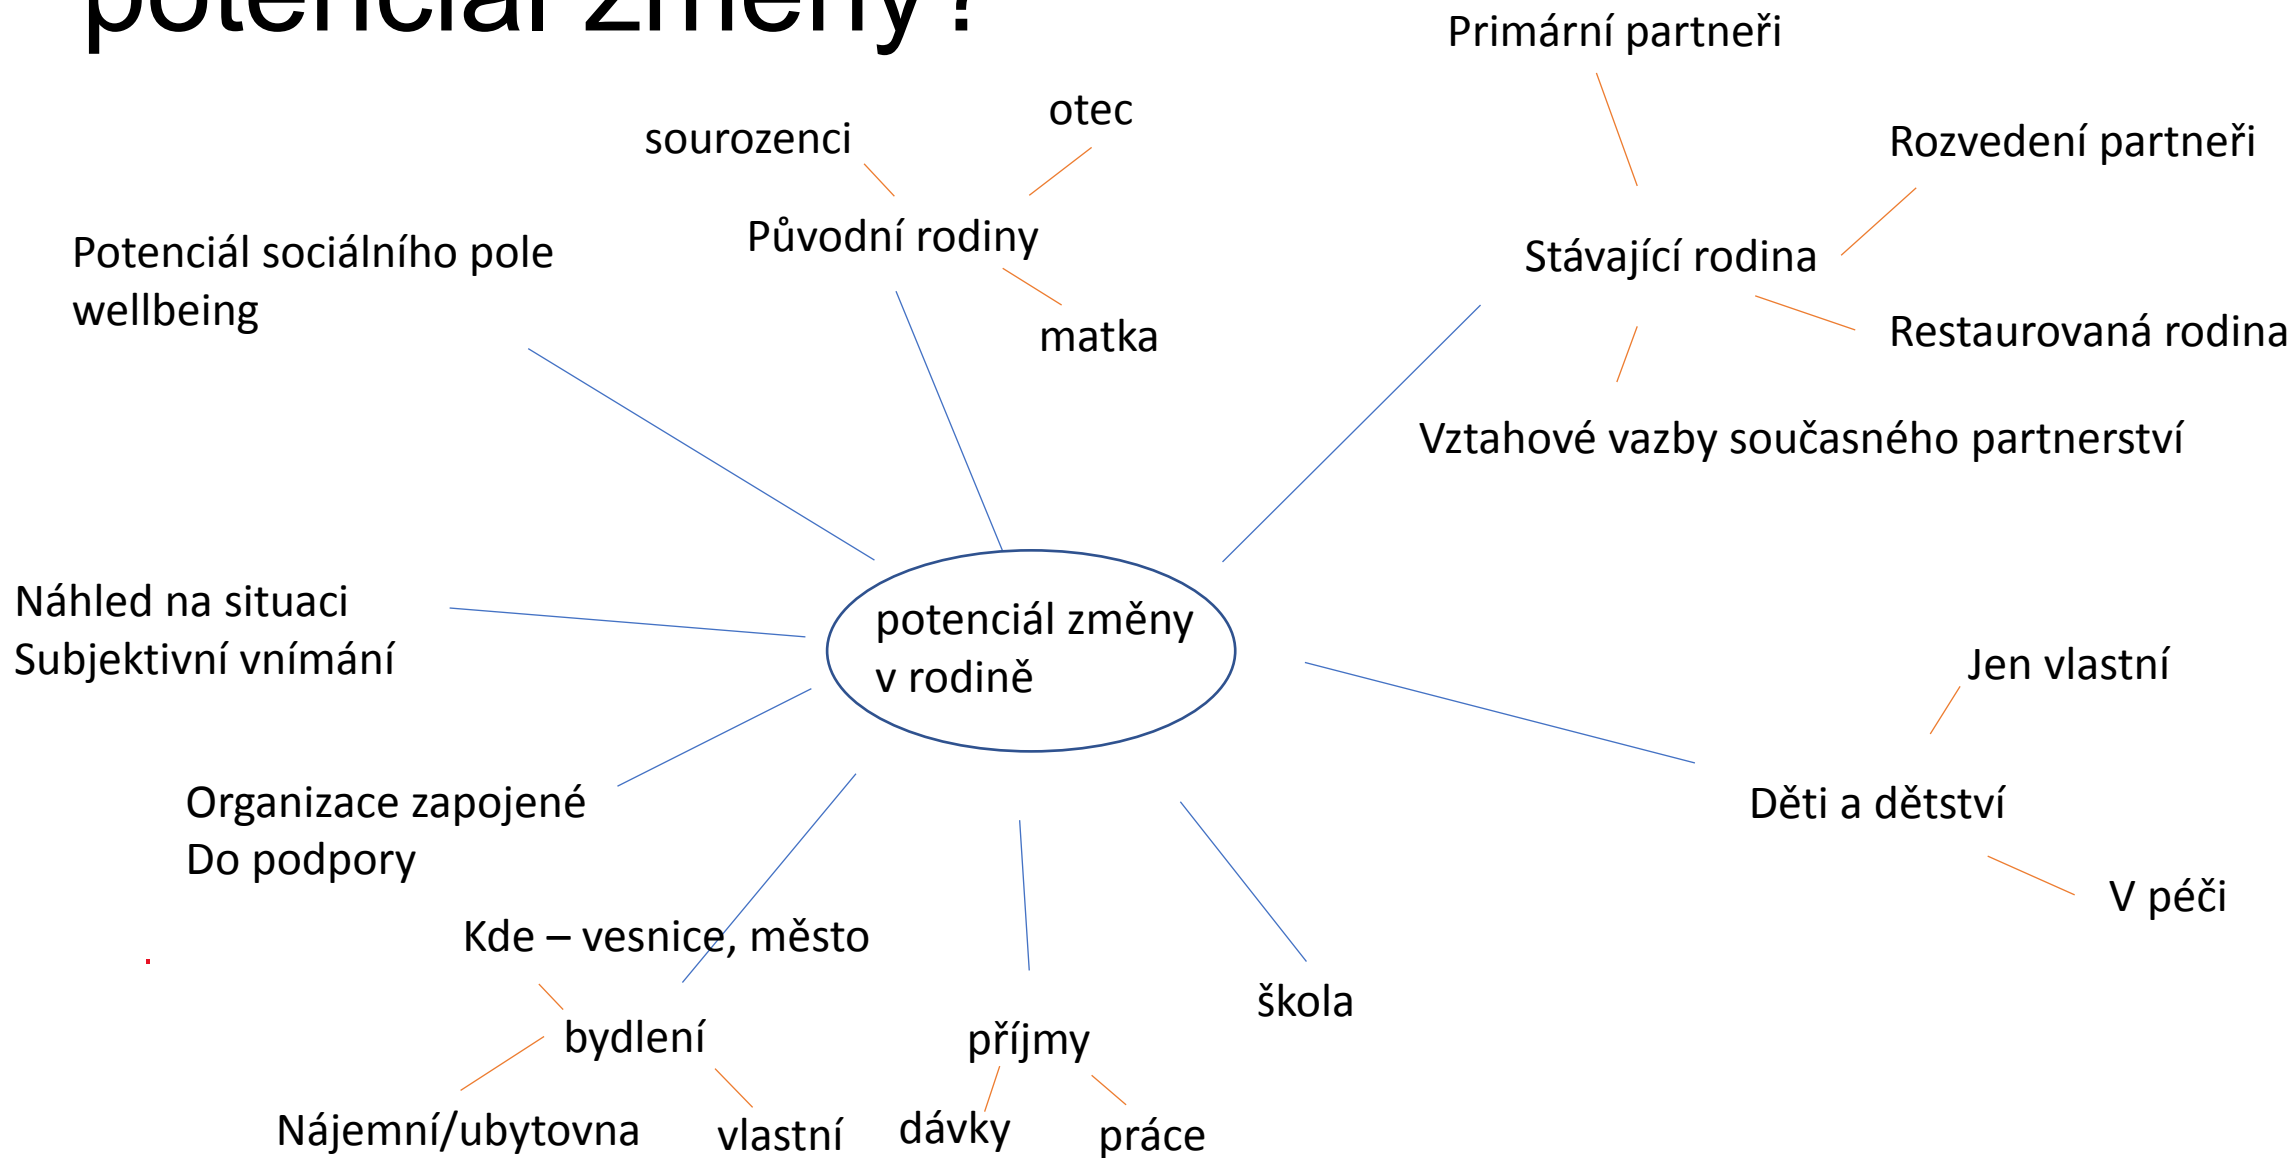 potenciál změny?
Primární partneři
otec
sourozenci
Rozvedení partneři
Původní rodiny
Potenciál sociálního pole
wellbeing
Stávající rodina
matka
Restaurovaná rodina
Vztahové vazby současného partnerství
Náhled na situaci
Subjektivní vnímání
potenciál změny
v rodině
Jen vlastní
Organizace zapojené
Do podpory
Děti a dětství
V péči
Kde – vesnice, město
škola
bydlení
příjmy
Nájemní/ubytovna
vlastní
dávky
práce